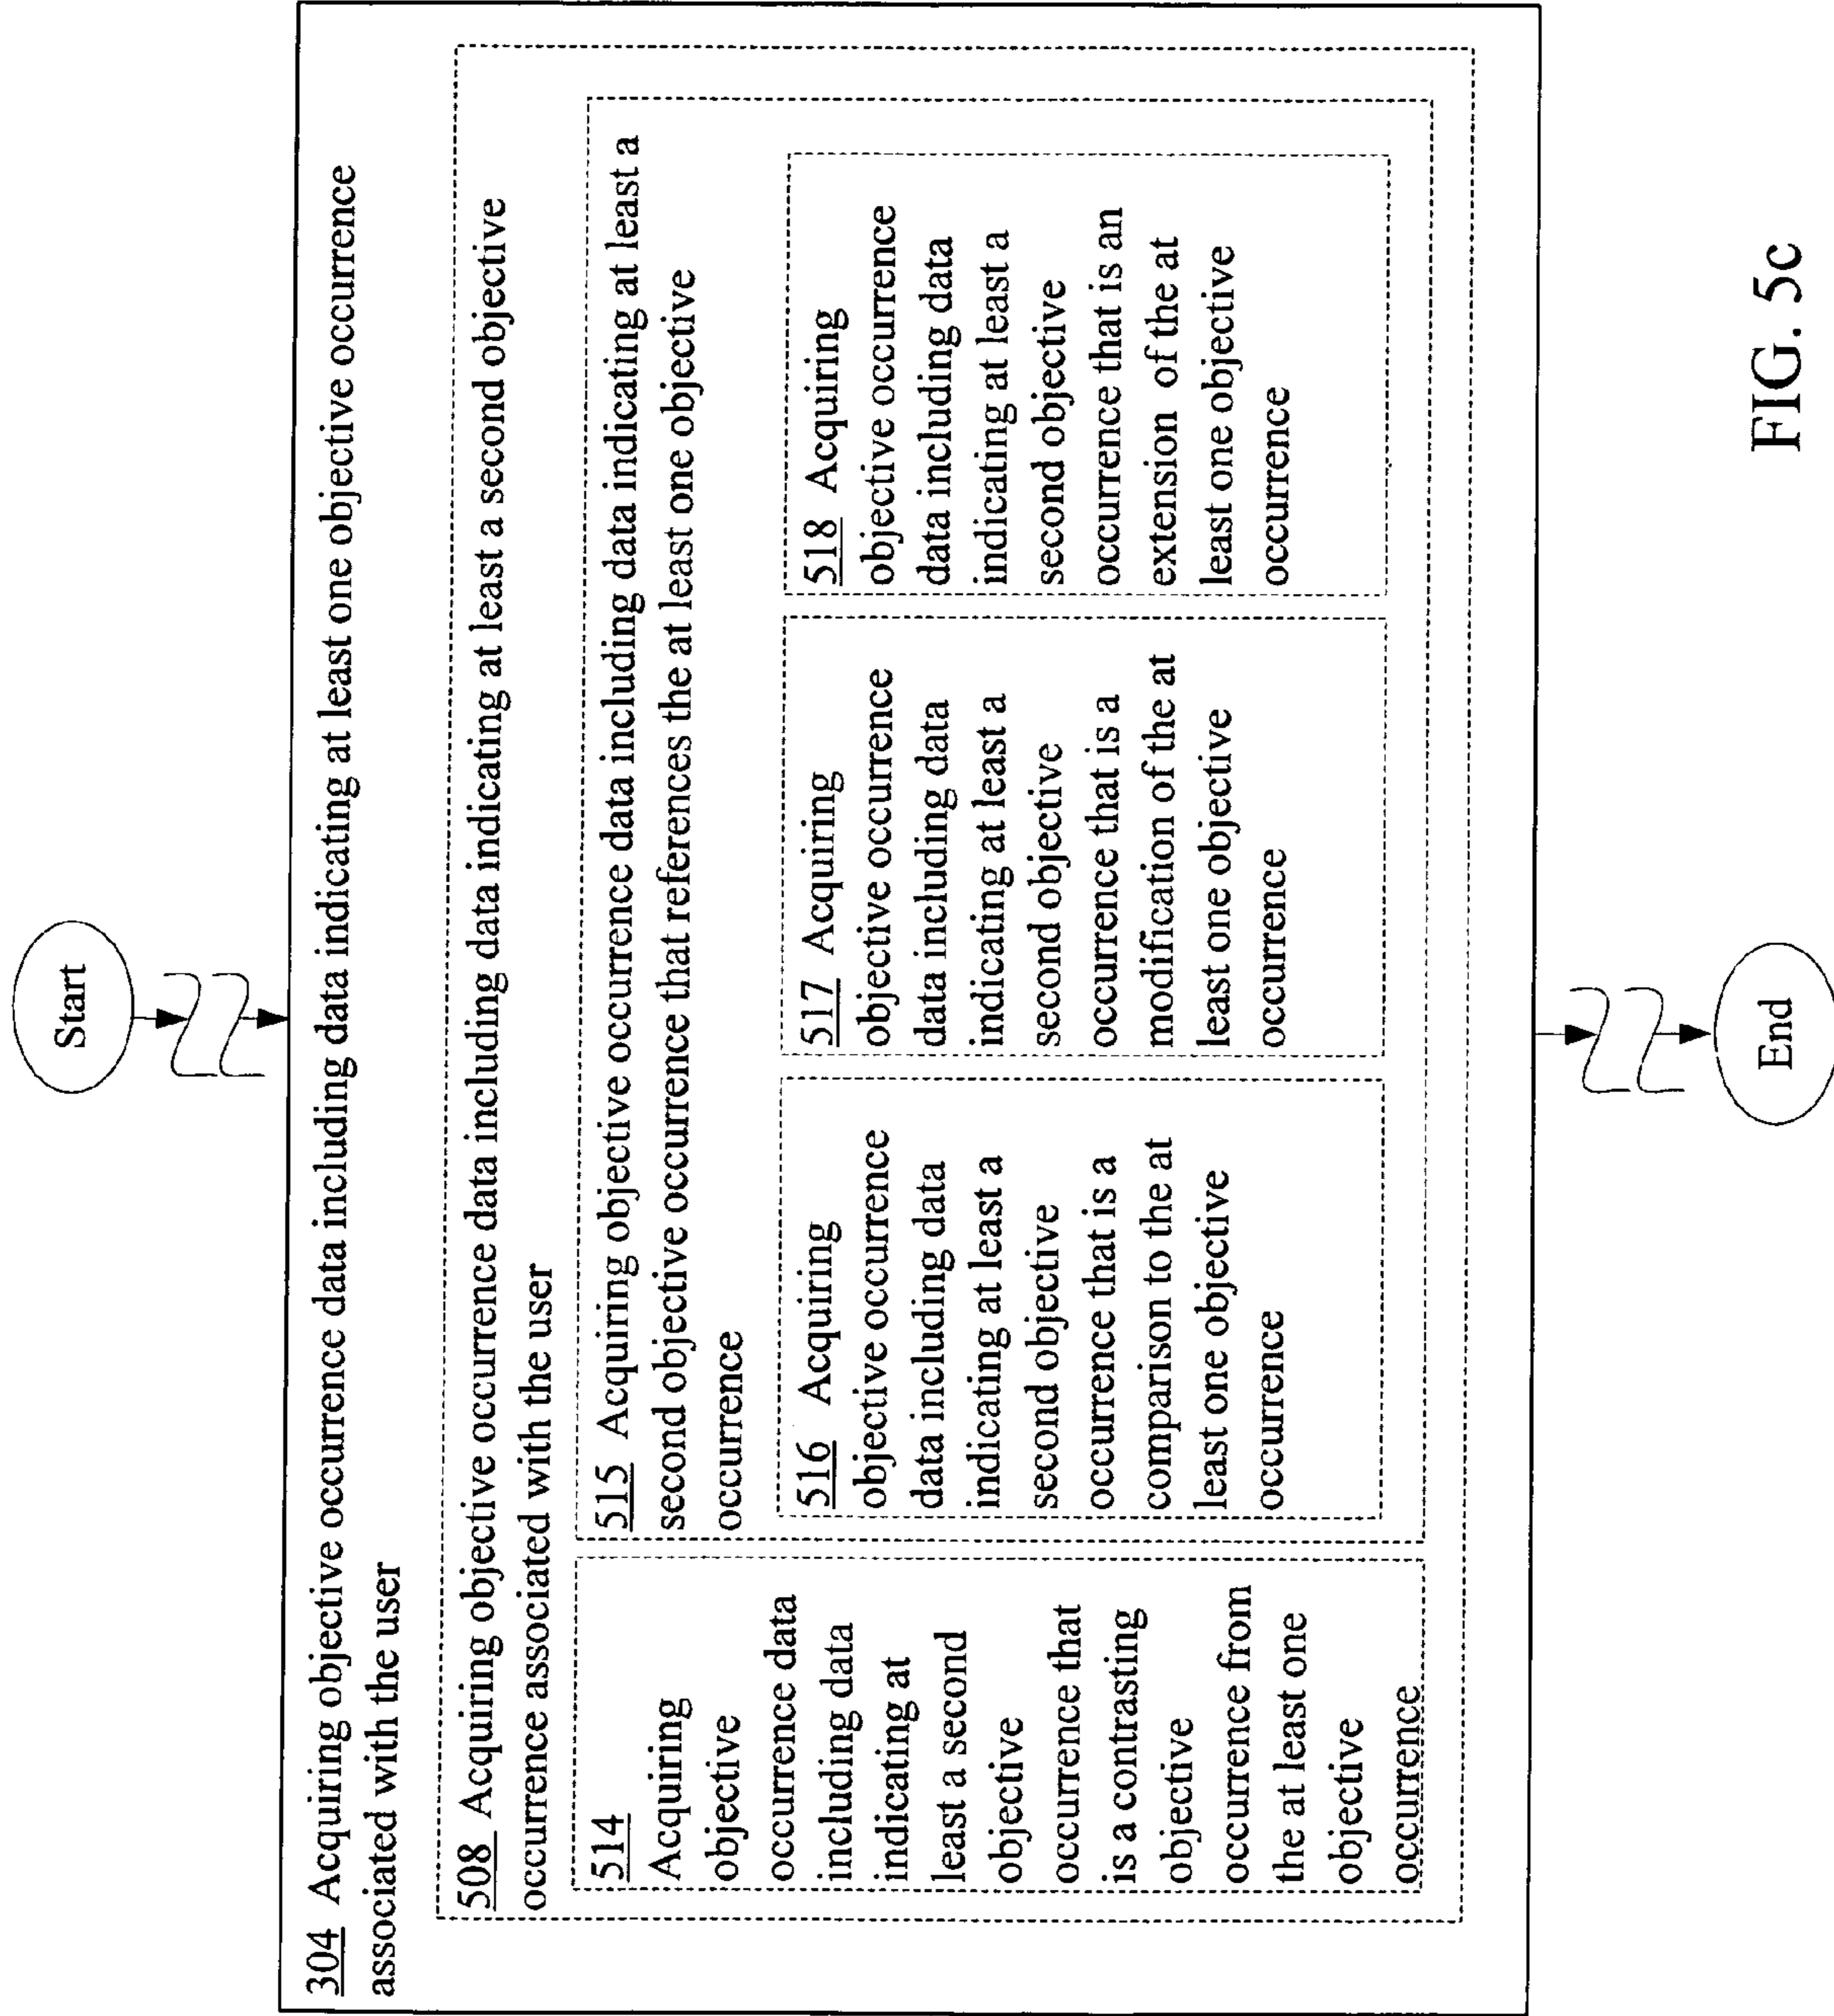 Start
304 Acquiring objective occurrence data including data indicating at least one objective occurrence
associated with the user
508 Acquiring objective occurrence data including data indicating at least a second objective
occurrence associated with the user
514
Acquiring
objective
occurrence data
including data
indicating at
least a second
objective
occurrence that
is a contrasting
objective
occurrence from
the at least one
objective
occurrence
515 Acquiring objective occurrence data including data indicating at least a
second objective occurrence that references the at least one objective
occurrence
516 Acquiring
objective occurrence
data including data
indicating at least a
second objective
occurrence that is a
comparison to the at
least one objective
occurrence
517 Acquiring
objective occurrence
data including data
indicating at least a
second objective
occurrence that is a
modification of the at
least one objective
occurrence
518 Acquiring
objective occurrence
data including data
indicating at least a
second objective
occurrence that is an
extension of the at
least one objective
occurrence
End
FIG. 5c